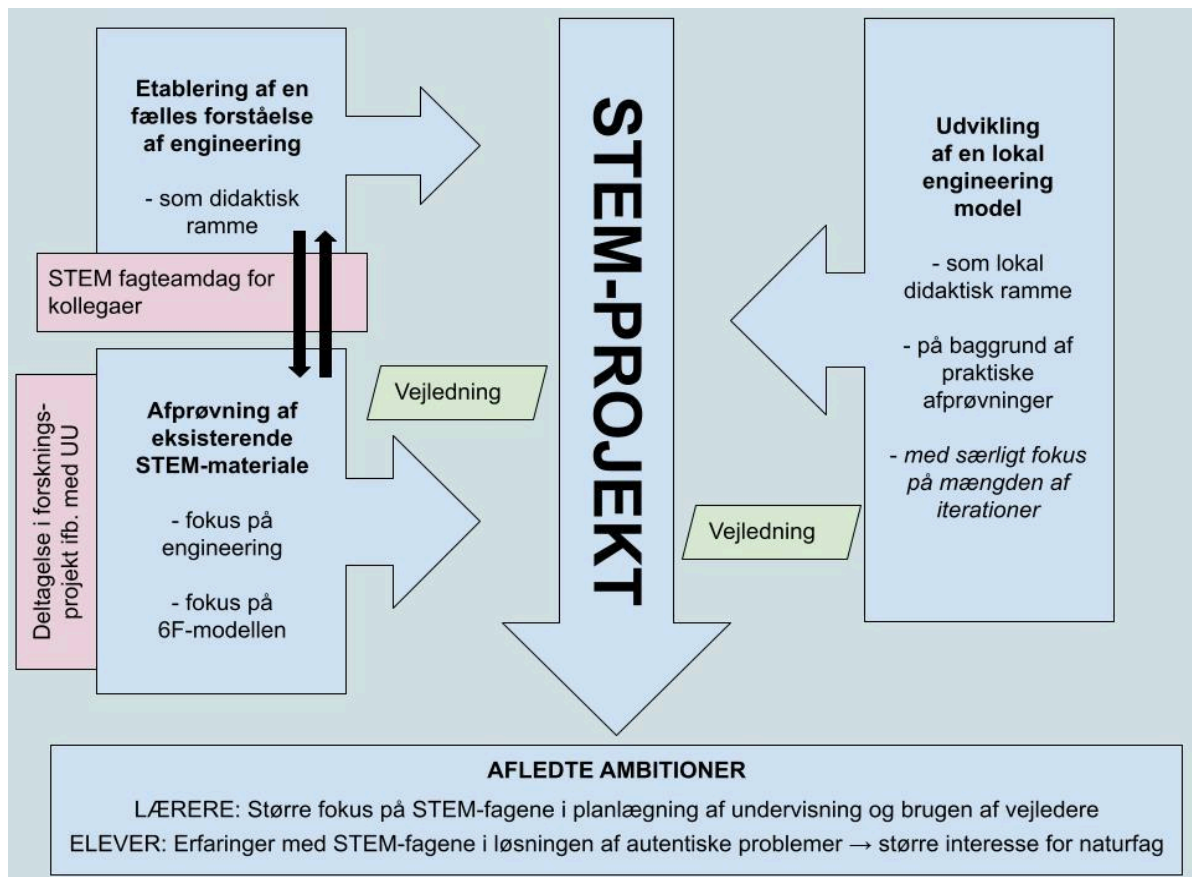 Etablering af en
fælles forståelse
af engineering
- som didaktisk
ramme
STEM fagteamdag for
kollegaer
Deltagelse i forsknings-
projekt ifb. med UU
Afprøvning af
eksisterende
STEM-materiale
- fokus på
engineering
- fokus på
6F-modellen
Vejledning
STEM-PROJEKT
Udvikling
af en lokal
engineering
model
- som lokal
didaktisk ramme
- på baggrund af
praktiske
afprøvninger
- med særligt fokus
på mængden af
iterationer
Vejledning
AFLEDTE AMBITIONER
LÆRERE: Større fokus på STEM-fagene i planlægning af undervisning og brugen af vejledere
ELEVER: Erfaringer med STEM-fagene i løsningen af autentiske problemer → større interesse for naturfag